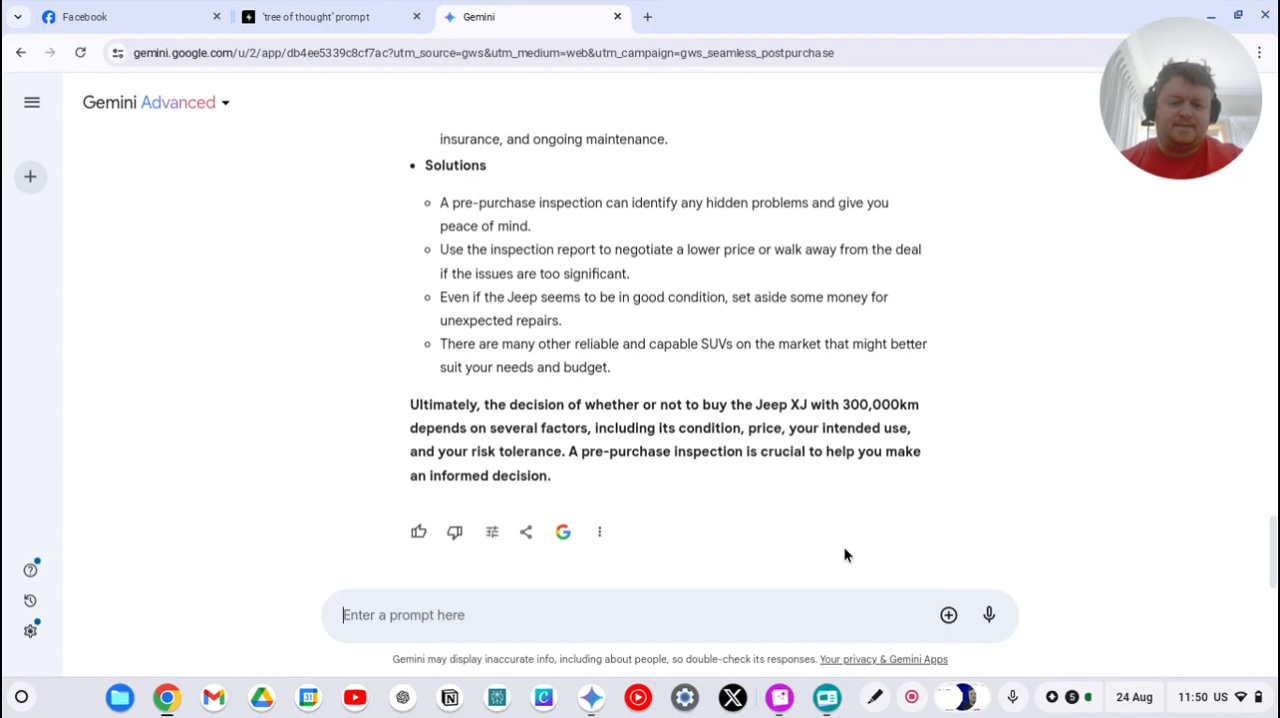 Facebook
'tree of thought' prompt
Gemini
gemini.google.com/u/2/app/db4ee5339c8cf7ac?utm_source=gws&utm_medium=web&utm_campaign=gws_seamless_postpurchase
Gemini Advanced
insurance, and ongoing maintenance.
• Solutions
A pre-purchase inspection can identify any hidden problems and give you
peace of mind.
Use the inspection report to negotiate a lower price or walk away from the deal
if the issues are too significant.
Even if the Jeep seems to be in good condition, set aside some money for
unexpected repairs.
There are many other reliable and capable SUVs on the market that might better
suit your needs and budget.
Ultimately, the decision of whether or not to buy the Jeep XJ with 300,000km
depends on several factors, including its condition, price, your intended use,
and your risk tolerance. A pre-purchase inspection is crucial to help you make
an informed decision.
Enter a prompt here
Gemini may display inaccurate info, including about people, so double-check its responses. Your privacy & Gemini Apps
5
24 Aug
11:50 US